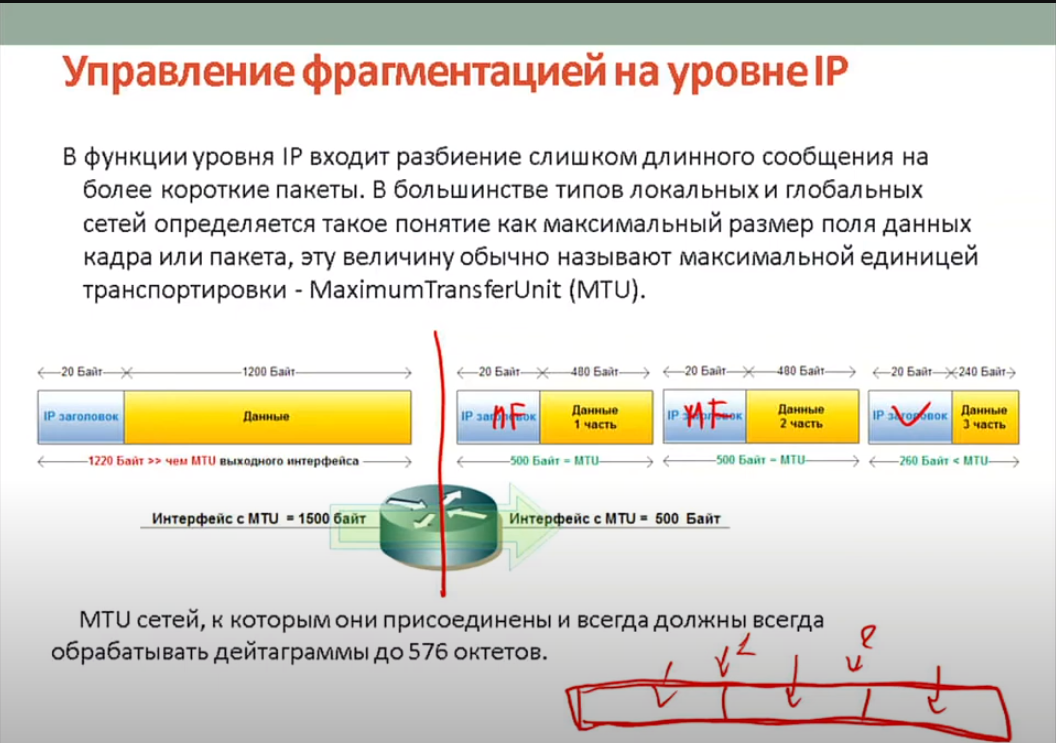 Управление фрагментацией на уровне IP
В функции уровня IP входит разбиение слишком длинного сообщения на
более короткие пакеты. В большинстве типов локальных и глобальных
сетей определяется такое понятие как максимальный размер поля данных
кадра или пакета, эту величину обычно называют максимальной единицей
транспортировки - MaximumTransferUnit (MTU).
20 Байт 1200 Байт 20 Байт 480 Байт 20 Байт 480 Байт 20 Байт 240 Байт
IP заголовок Данные IP заголовок MF Данные 1 часть IP заголовок MF Данные 2 часть IP заголовок Данные 3 часть
1220 Байт >> чем MTU выходного интерфейса 500 Байт = MTU 500 Байт = MTU 260 Байт < MTU
Интерфейс с MTU = 1500 байт Интерфейс с MTU = 500 Байт
MTU сетей, к которым они присоединены и всегда должны всегда
обрабатывать дейтаграммы до 576 октетов.